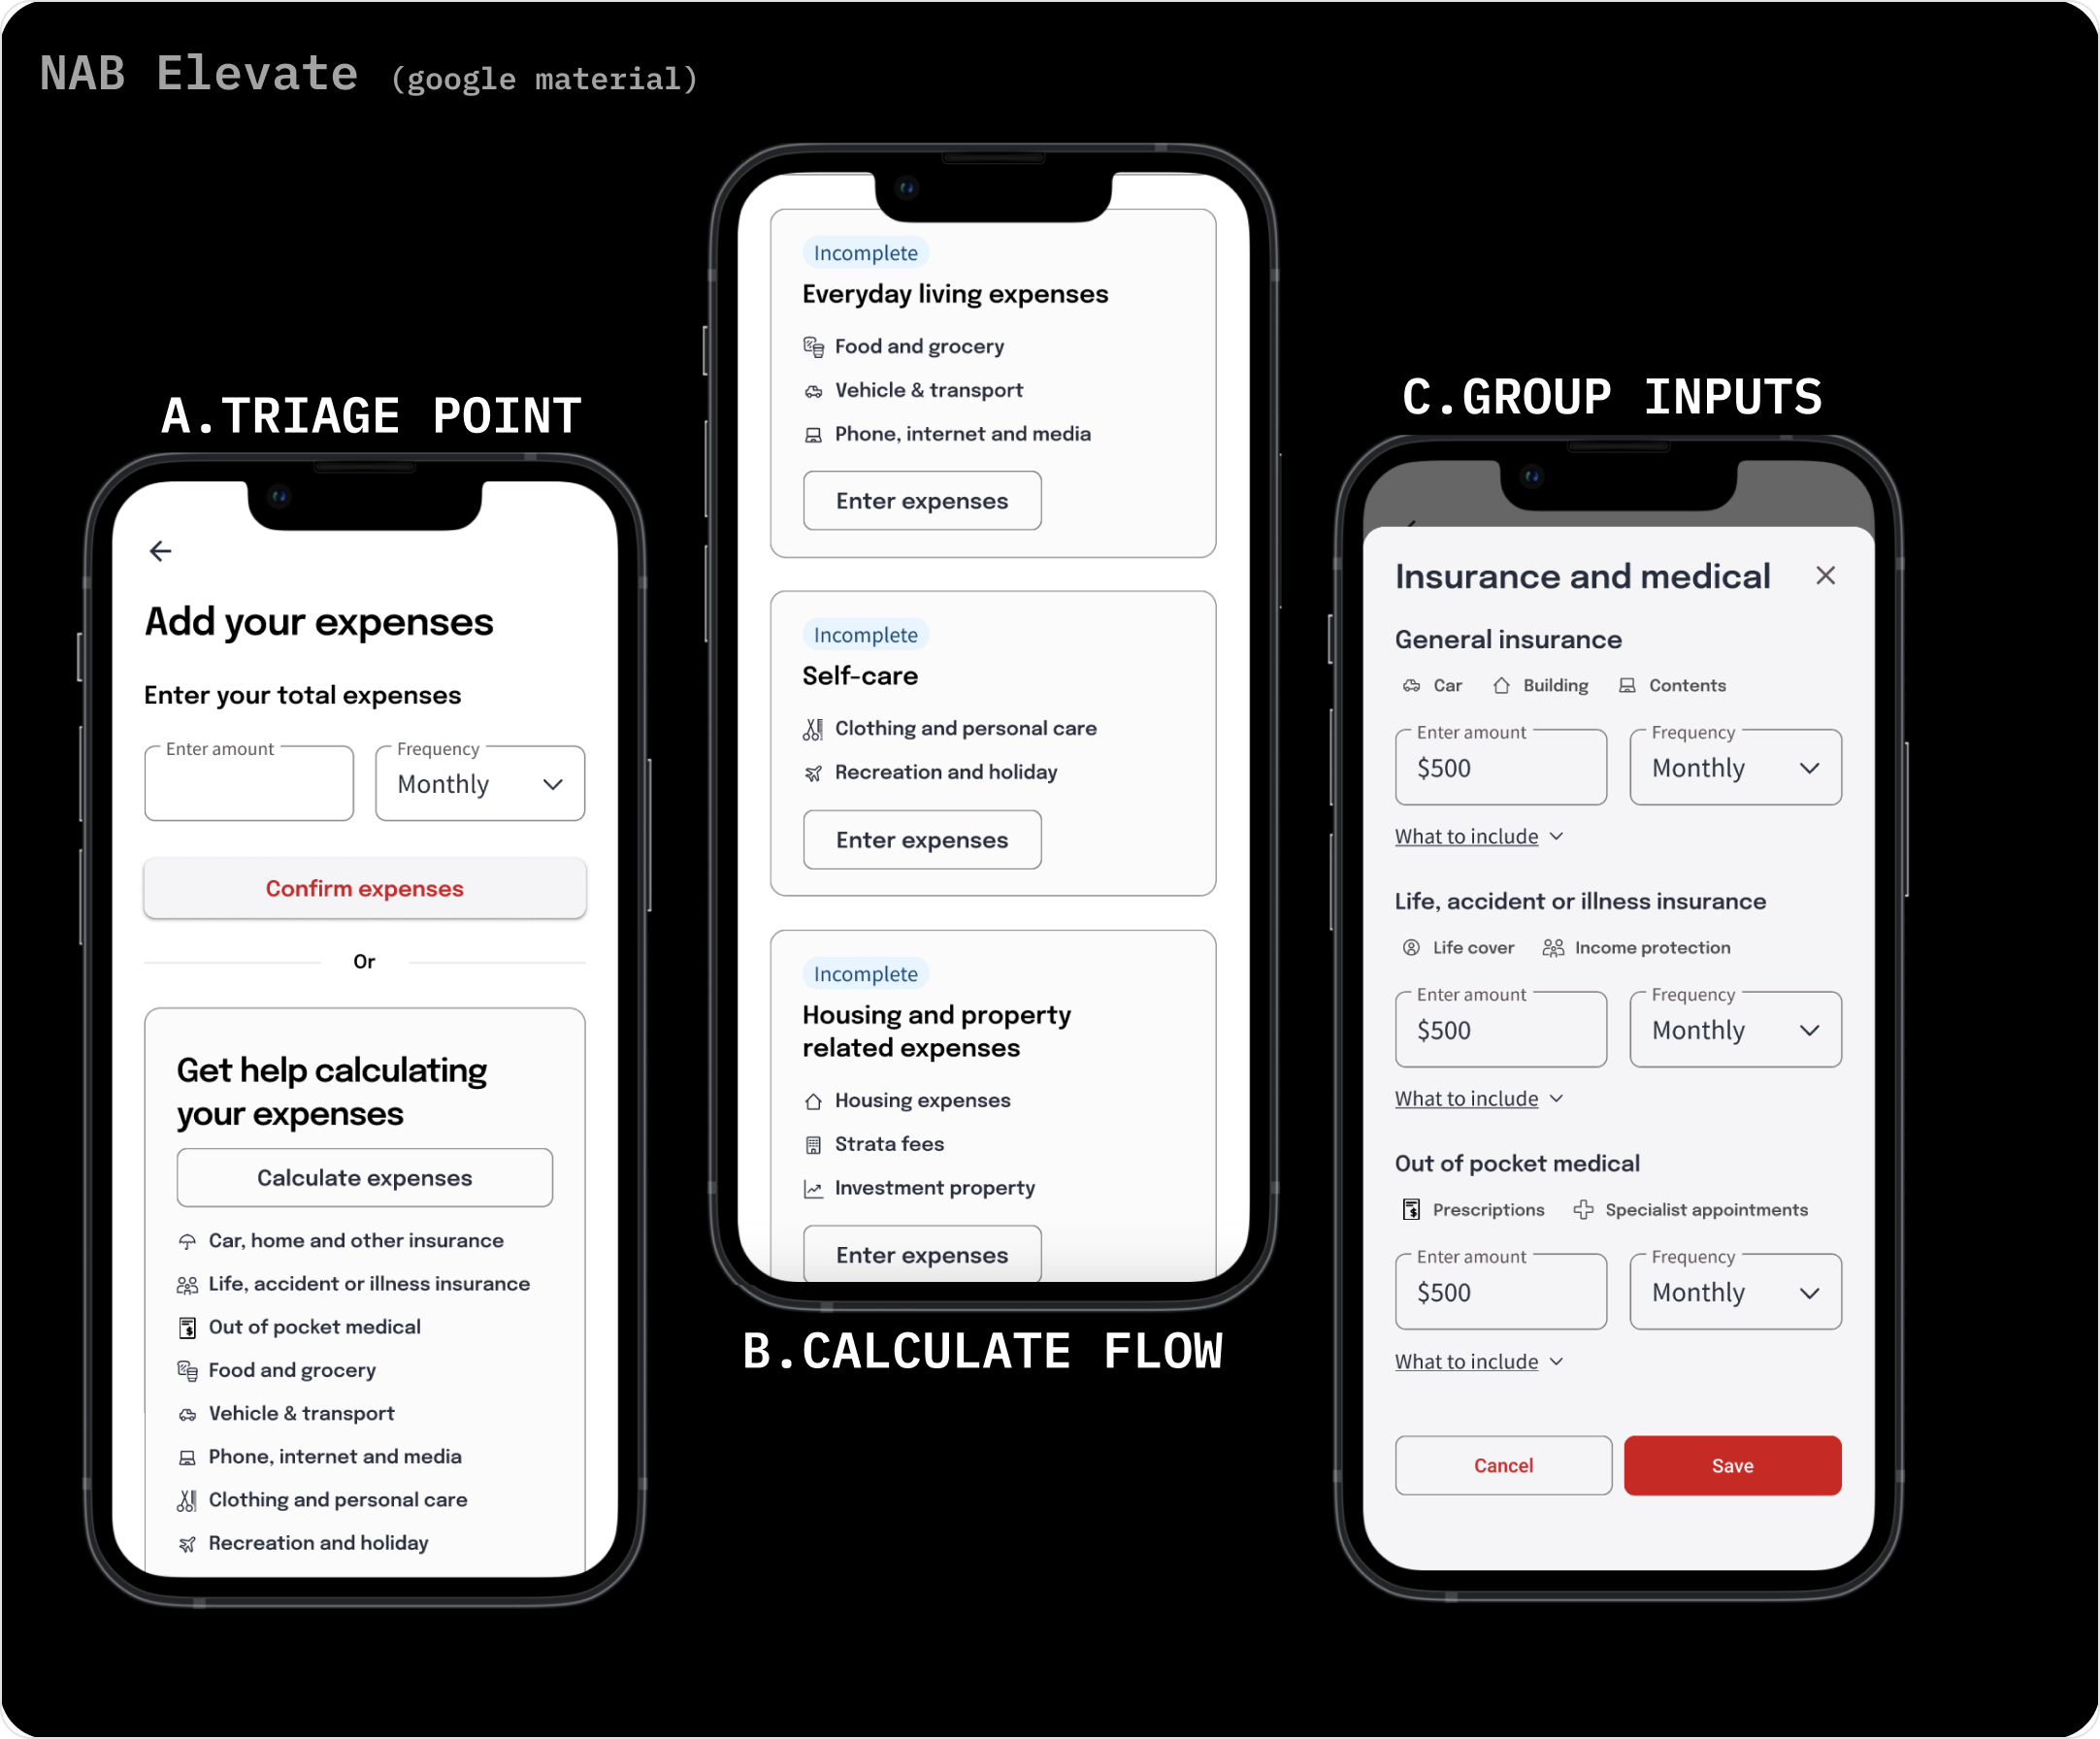 NAB Elevate (google material)
A.TRIAGE POINT
Add your expenses
Enter your total expenses
Enter amount
Frequency
Monthly
Confirm expenses
Or
Get help calculating
your expenses
Calculate expenses
Car, home and other insurance
Life, accident or illness insurance
Out of pocket medical
Food and grocery
Vehicle & transport
Phone, internet and media
Clothing and personal care
Recreation and holiday
Incomplete
Everyday living expenses
Food and grocery
Vehicle & transport
Phone, internet and media
Enter expenses
Incomplete
Self-care
Clothing and personal care
Recreation and holiday
Enter expenses
Incomplete
Housing and property
related expenses
Housing expenses
Strata fees
Investment property
Enter expenses
B.CALCULATE FLOW
C.GROUP INPUTS
Insurance and medical
General insurance
Car Building Contents
Enter amount Frequency
$500 Monthly
What to include
Life, accident or illness insurance
Life cover Income protection
Enter amount Frequency
$500 Monthly
What to include
Out of pocket medical
Prescriptions Specialist appointments
Enter amount Frequency
$500 Monthly
What to include
Cancel Save